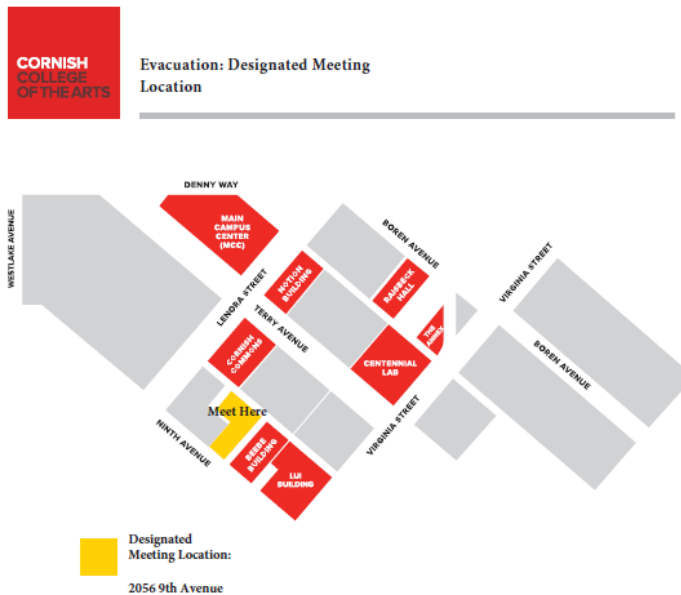 CORNISH
COLLEGE
OF THE ARTS
Evacuation: Designated Meeting
Location
DENNY WAY
WESTLAKE AVENUE
MAIN
CAMPUS
CENTER
(MCC)
BOREN AVENUE
VIRGINIA STREET
NOTION
BUILDING
RAISBECK
HALL
LENORA STREET
TERRY AVENUE
THE
ANNEX
CORNISH
COMMONS
CENTENNIAL
LAB
BOREN AVENUE
Meet Here
NINTH AVENUE
VIRGINIA STREET
BEEBE
BUILDING
LUI
BUILDING
Designated
Meeting Location:
2056 9th Avenue